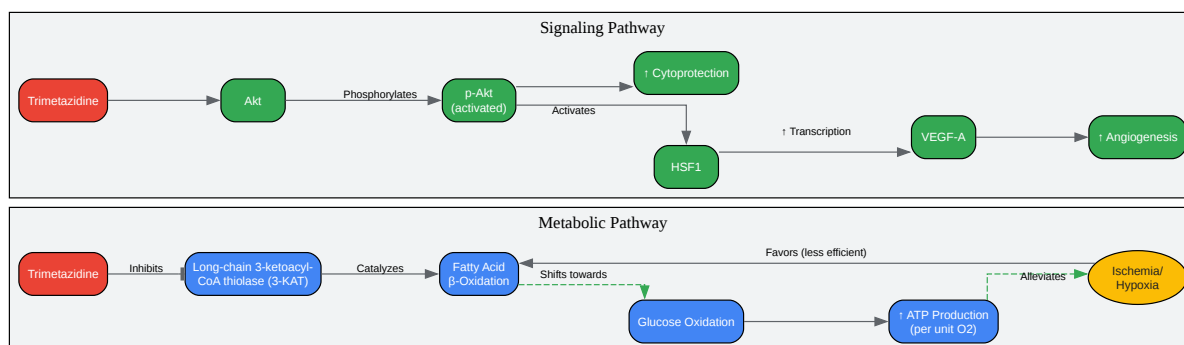 Signaling Pathway
Trimetazidine
Akt
Phosphorylates
p-Akt
(activated)
↑ Cytoprotection
Activates
HSF1
↑ Transcription
VEGF-A
↑ Angiogenesis
Metabolic Pathway
Trimetazidine
Inhibits
Long-chain 3-ketoacyl-
CoA thiolase (3-KAT)
Catalyzes
Fatty Acid
β-Oxidation
Favors (less efficient)
Shifts towards
Glucose Oxidation
↑ ATP Production
(per unit O2)
Alleviates
Ischemia/
Hypoxia